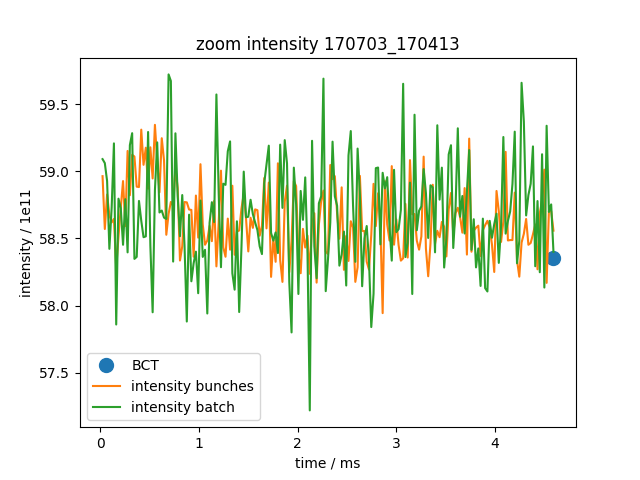 zoom intensity 170703_170413
intensity / 1e11
59.5
59.0
58.5
58.0
57.5
BCT
intensity bunches
intensity batch
0 1 2 3 4
time / ms